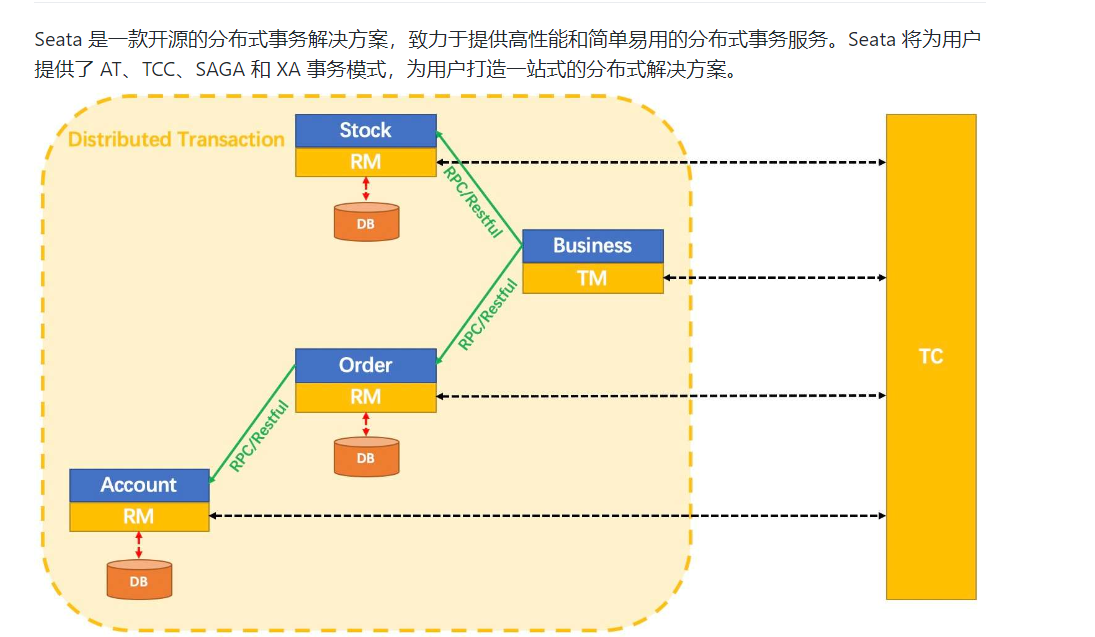 Seata 是一款开源的分布式事务解决方案，致力于提供高性能和简单易用的分布式事务服务。Seata 将为用户
提供了 AT、TCC、SAGA 和 XA 事务模式，为用户打造一站式的分布式解决方案。
Distributed Transaction
Stock
RM
DB
RPC/Restful
Business
TM
RPC/Restful
Order
RM
DB
TC
RPC/Restful
Account
RM
DB